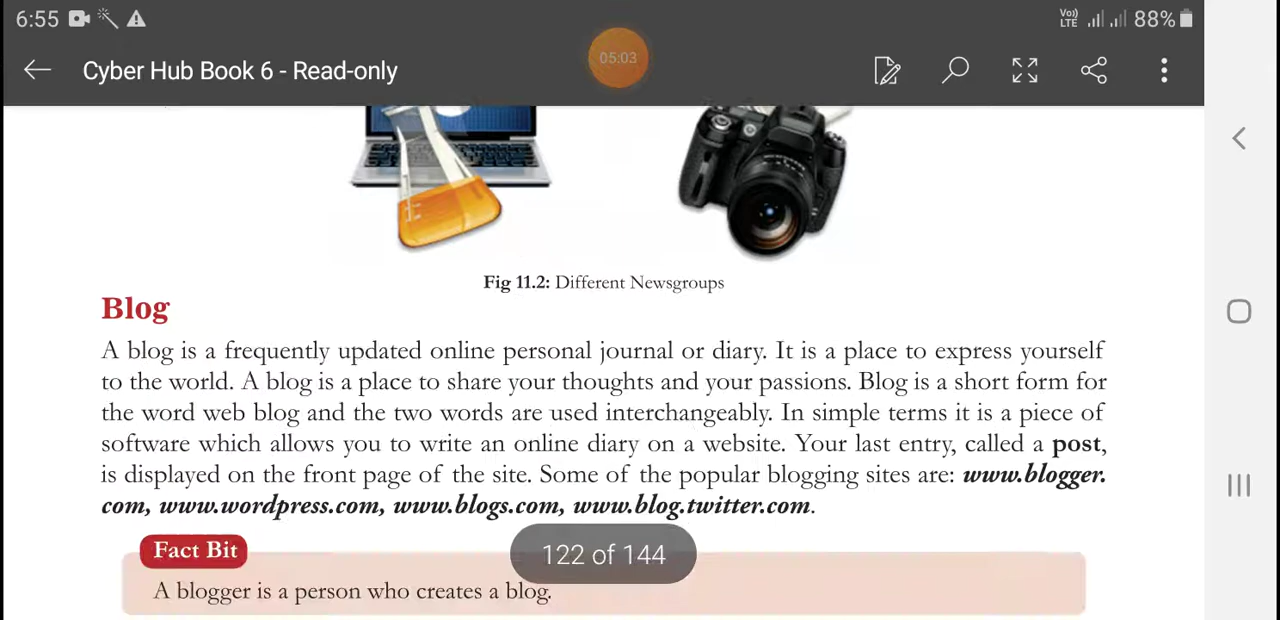 6:55
Vo))
LTE
88%
Cyber Hub Book 6 - Read-only
05:03
Fig 11.2: Different Newsgroups
Blog
A blog is a frequently updated online personal journal or diary. It is a place to express yourself
to the world. A blog is a place to share your thoughts and your passions. Blog is a short form for
the word web blog and the two words are used interchangeably. In simple terms it is a piece of
software which allows you to write an online diary on a website. Your last entry, called a post,
is displayed on the front page of the site. Some of the popular blogging sites are: www.blogger.
com, www.wordpress.com, www.blogs.com, www.blog.twitter.com.
Fact Bit
122 of 144
A blogger is a person who creates a blog.